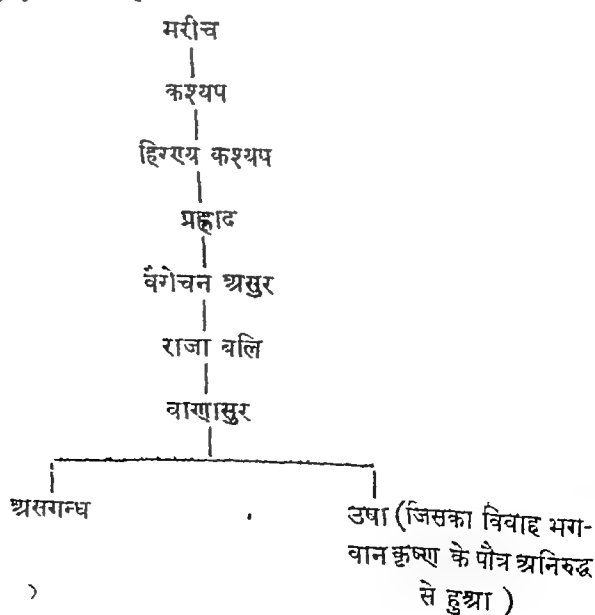 मरीच
कश्यप
हिरण्य कश्यप
प्रह्लाद
वैरोचन असुर
राजा बलि
वाणासुर
असगन्ध
उषा (जिसका विवाह भग-
वान कृष्ण के पौत्र अनिरुद्ध
से हुआ )